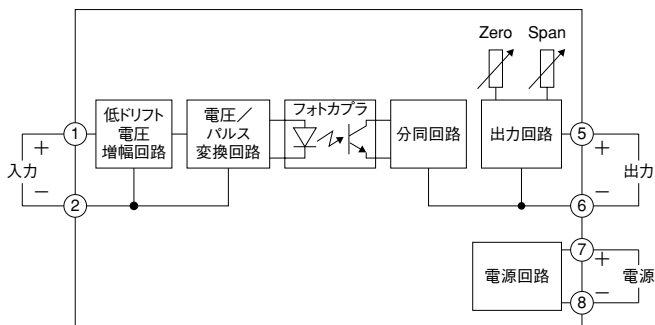 Zero Span
低ドリフト
電圧
増幅回路
電圧／
パルス
変換回路
フォトカプラ
分同回路
出力回路
1
＋
入力
－
2
5
＋
出力
－
6
電源回路
7
＋
電源
－
8